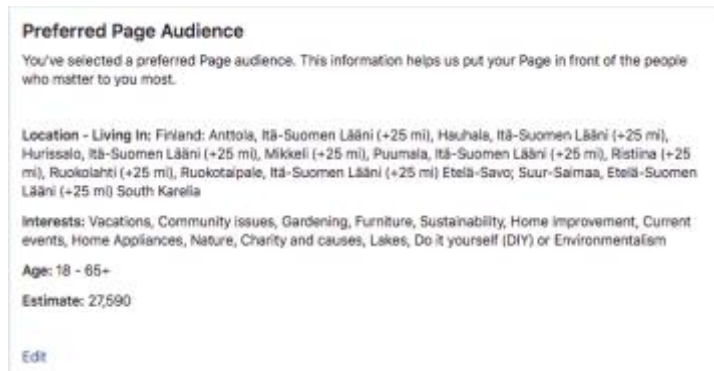 Preferred Page Audience
You've selected a preferred Page audience. This information helps us put your Page in front of the people
who matter to you most.
Location - Living In: Finland: Anttola, Itä-Suomen Lääni (+25 mi), Hauhala, Itä-Suomen Lääni (+25 mi),
Hurissalo, Itä-Suomen Lääni (+25 mi), Mikkeli (+25 mi), Puumala, Itä-Suomen Lääni (+25 mi), Ristiina (+25
mi), Ruokolahti (+25 mi), Ruokotaipale, Itä-Suomen Lääni (+25 mi) Etelä-Savo; Suur-Saimaa, Etelä-Suomen
Lääni (+25 mi) South Karelia
Interests: Vacations, Community issues, Gardening, Furniture, Sustainability, Home improvement, Current
events, Home Appliances, Nature, Charity and causes, Lakes, Do it yourself (DIY) or Environmentalism
Age: 18 - 65+
Estimate: 27,590
Edit